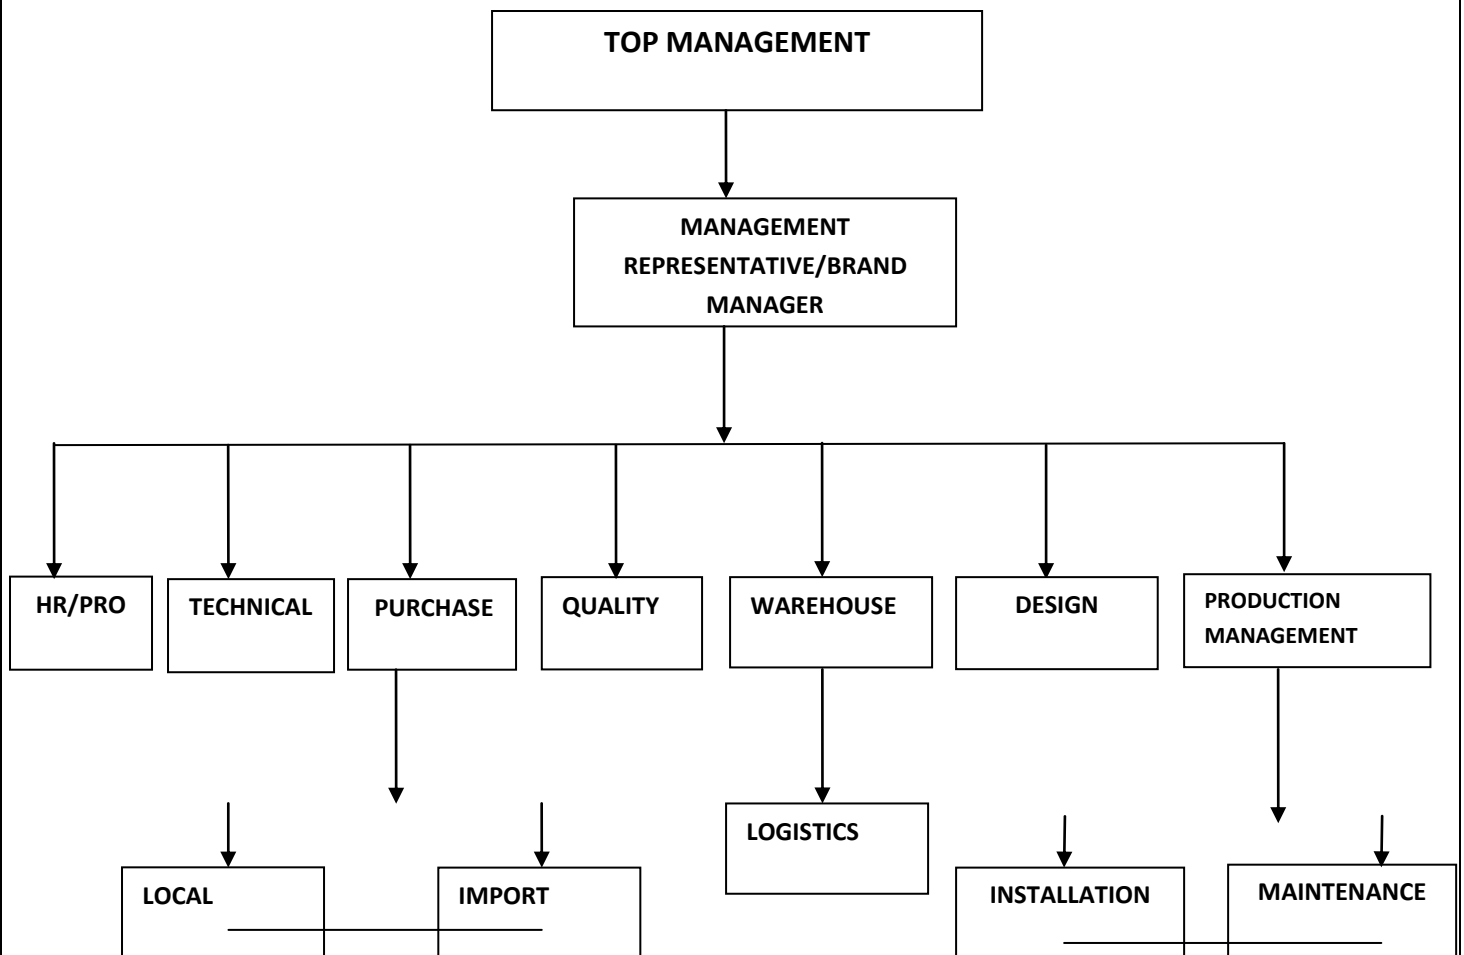 TOP MANAGEMENT
MANAGEMENT
REPRESENTATIVE/BRAND
MANAGER
HR/PRO
TECHNICAL
PURCHASE
QUALITY
WAREHOUSE
DESIGN
PRODUCTION
MANAGEMENT
LOGISTICS
LOCAL
IMPORT
INSTALLATION
MAINTENANCE